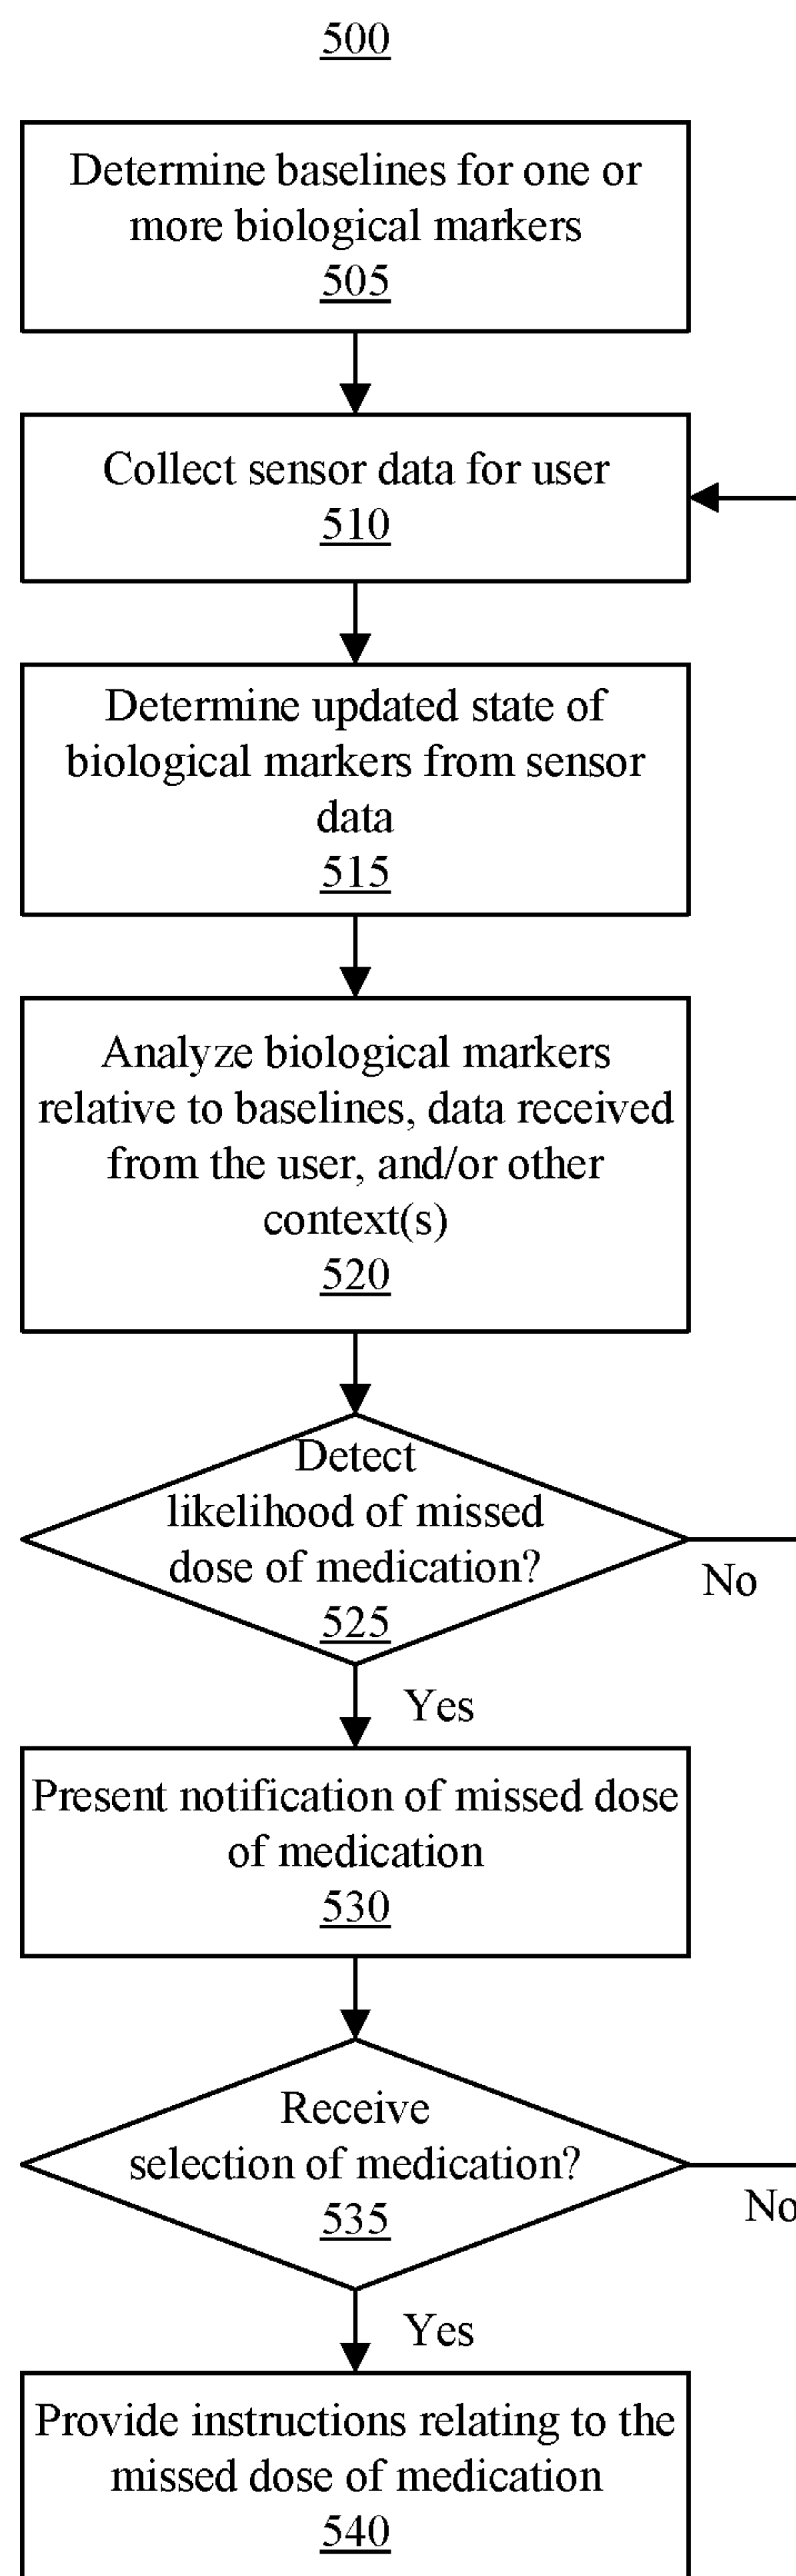 500
Determine baselines for one or
more biological markers
505
Collect sensor data for user
510
Determine updated state of
biological markers from sensor
data
515
Analyze biological markers
relative to baselines, data received
from the user, and/or other
context(s)
520
Detect
likelihood of missed
dose of medication?
525
No
Yes
Present notification of missed dose
of medication
530
Receive
selection of medication?
535
No
Yes
Provide instructions relating to the
missed dose of medication
540